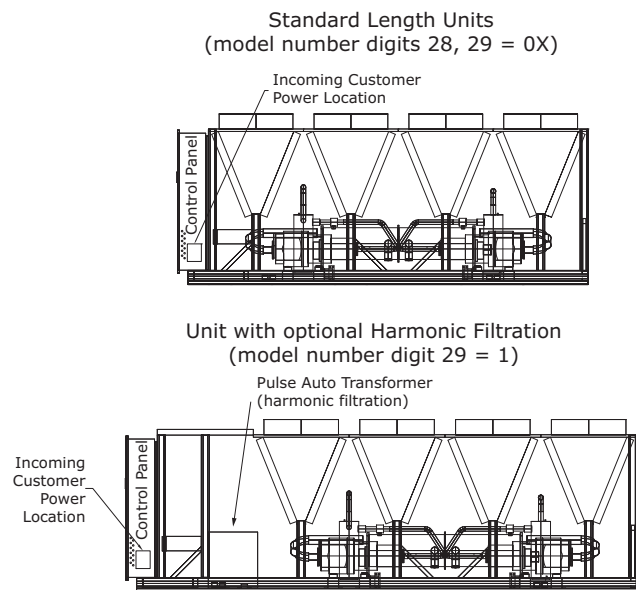 Standard Length Units
(model number digits 28, 29 = 0X)
Incoming Customer
Power Location
Control Panel
Unit with optional Harmonic Filtration
(model number digit 29 = 1)
Pulse Auto Transformer
(harmonic filtration)
Incoming
Customer
Power
Location
Control Panel